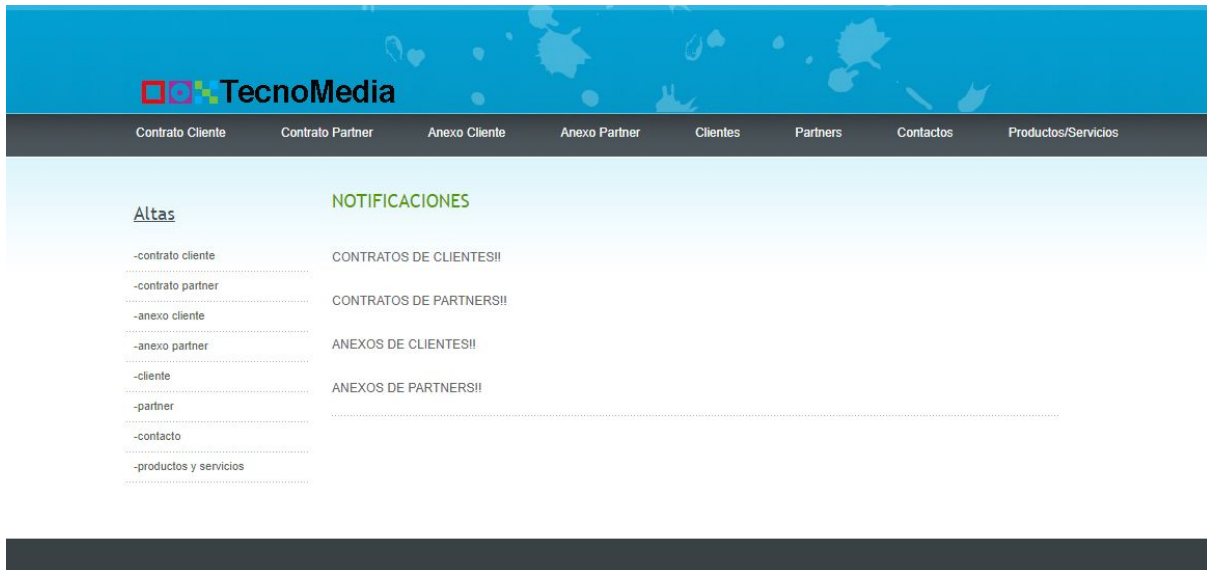 TecnoMedia
Contrato Cliente Contrato Partner Anexo Cliente Anexo Partner Clientes Partners Contactos Productos/Servicios
Altas
-contrato cliente
-contrato partner
-anexo cliente
-anexo partner
-cliente
-partner
-contacto
-productos y servicios
NOTIFICACIONES
CONTRATOS DE CLIENTES!!
CONTRATOS DE PARTNERS!!
ANEXOS DE CLIENTES!!
ANEXOS DE PARTNERS!!